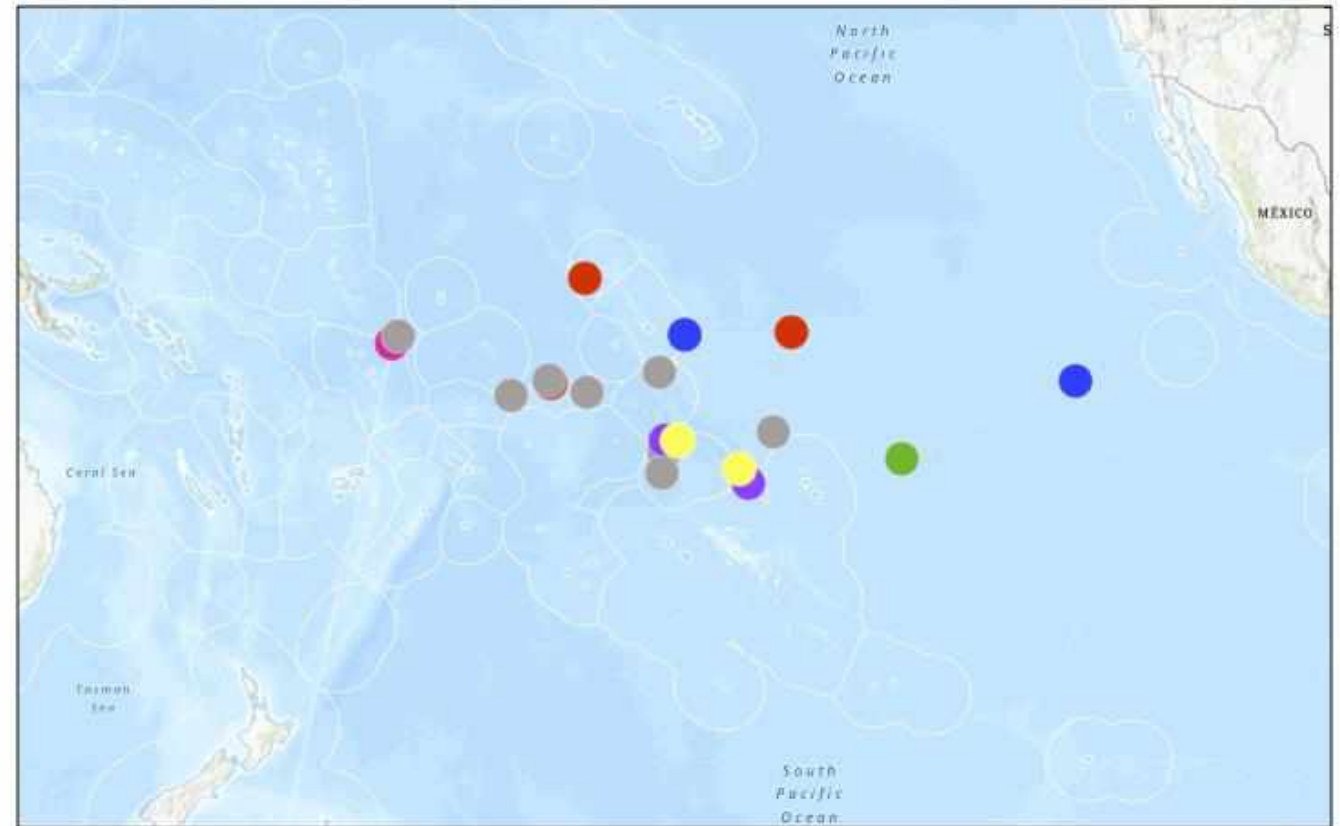 North
Pacific
Ocean
S
MÉXICO
Coral Sea
Tasman
Sea
South
Pacific
Ocean